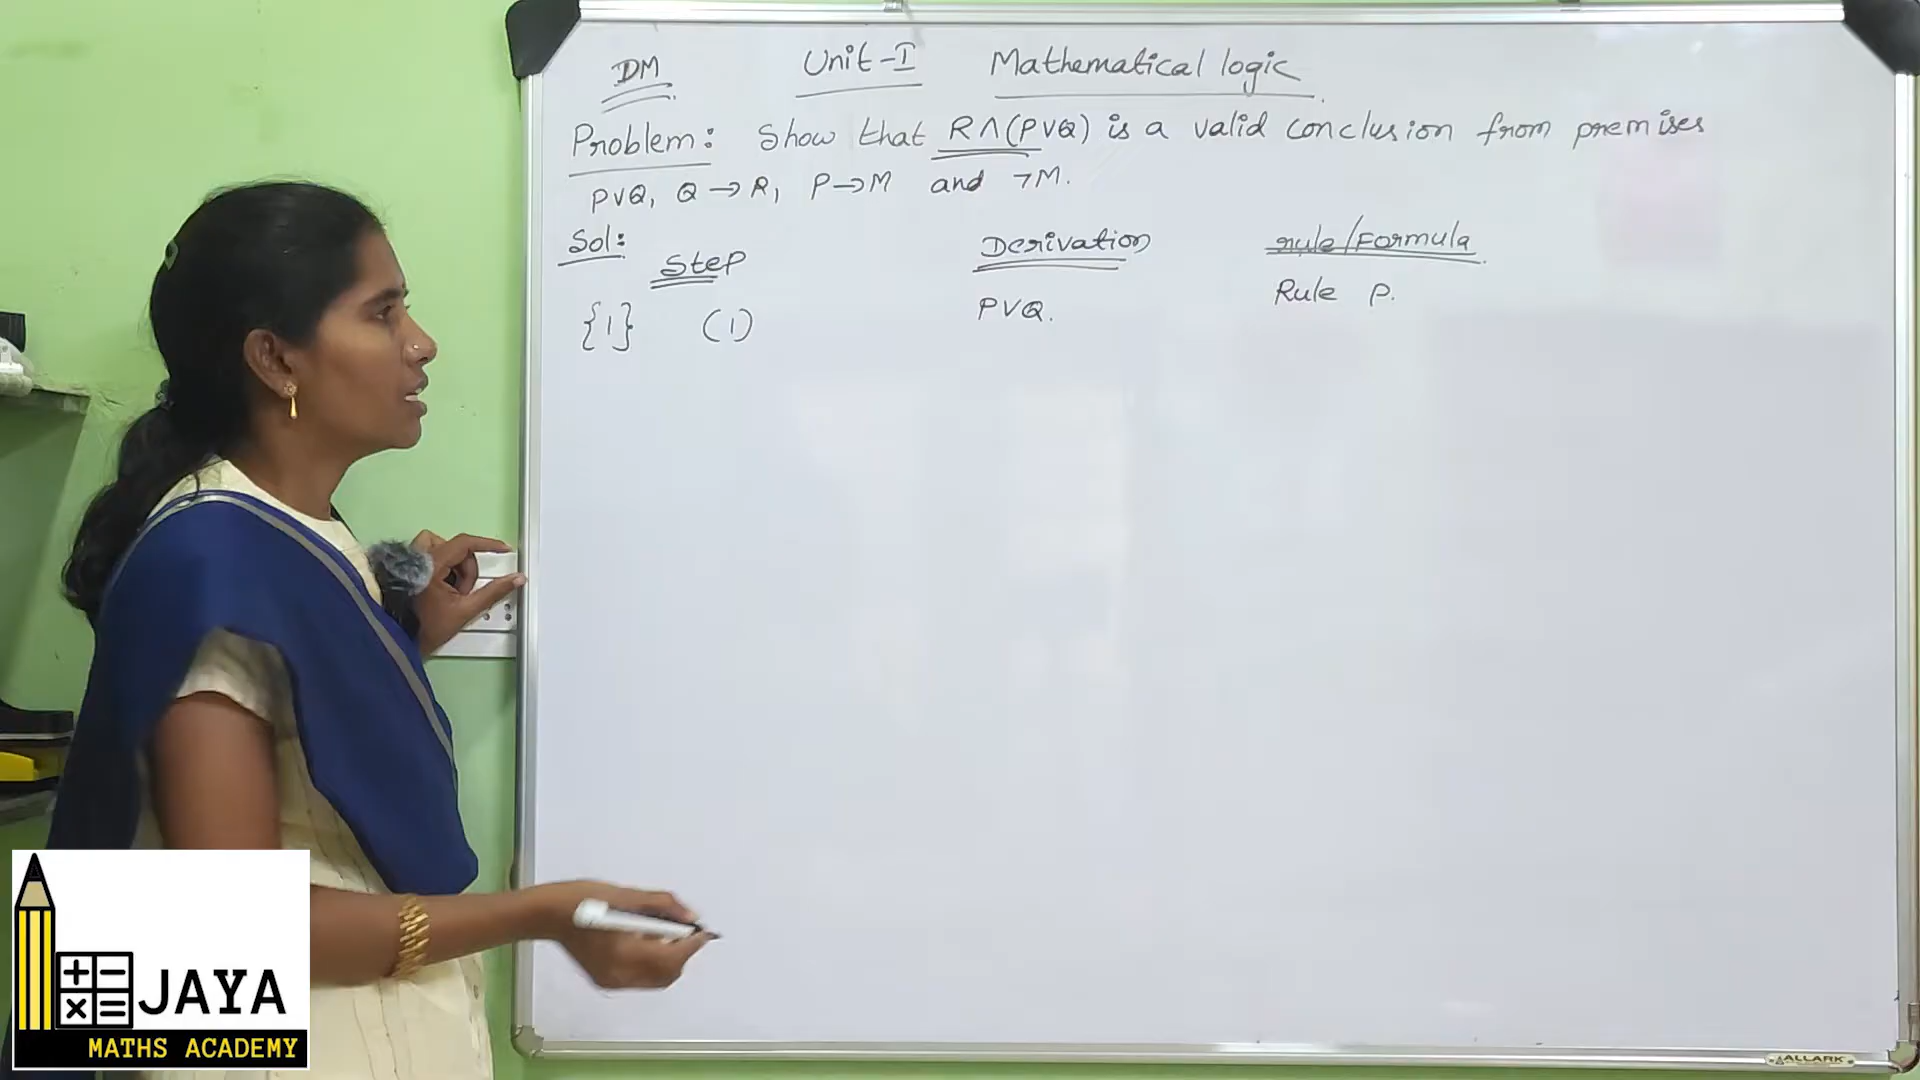 DM Unit-I Mathematical logic
Problem: Show that R∧(P∨Q) is a valid conclusion from premises
P∨Q, Q→R, P→M and ¬M.
Sol:
Step Derivation rule/Formula
{1} (1) P∨Q. Rule P.
JAYA
MATHS ACADEMY
ALLARK